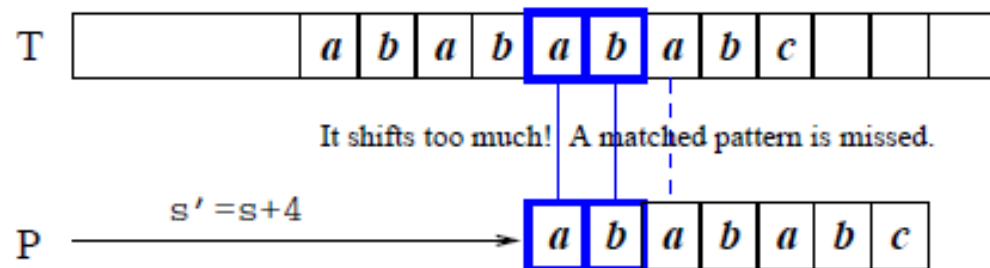 T a b a b a b a b c
It shifts too much! A matched pattern is missed.
s'=s+4
P a b a b a b c